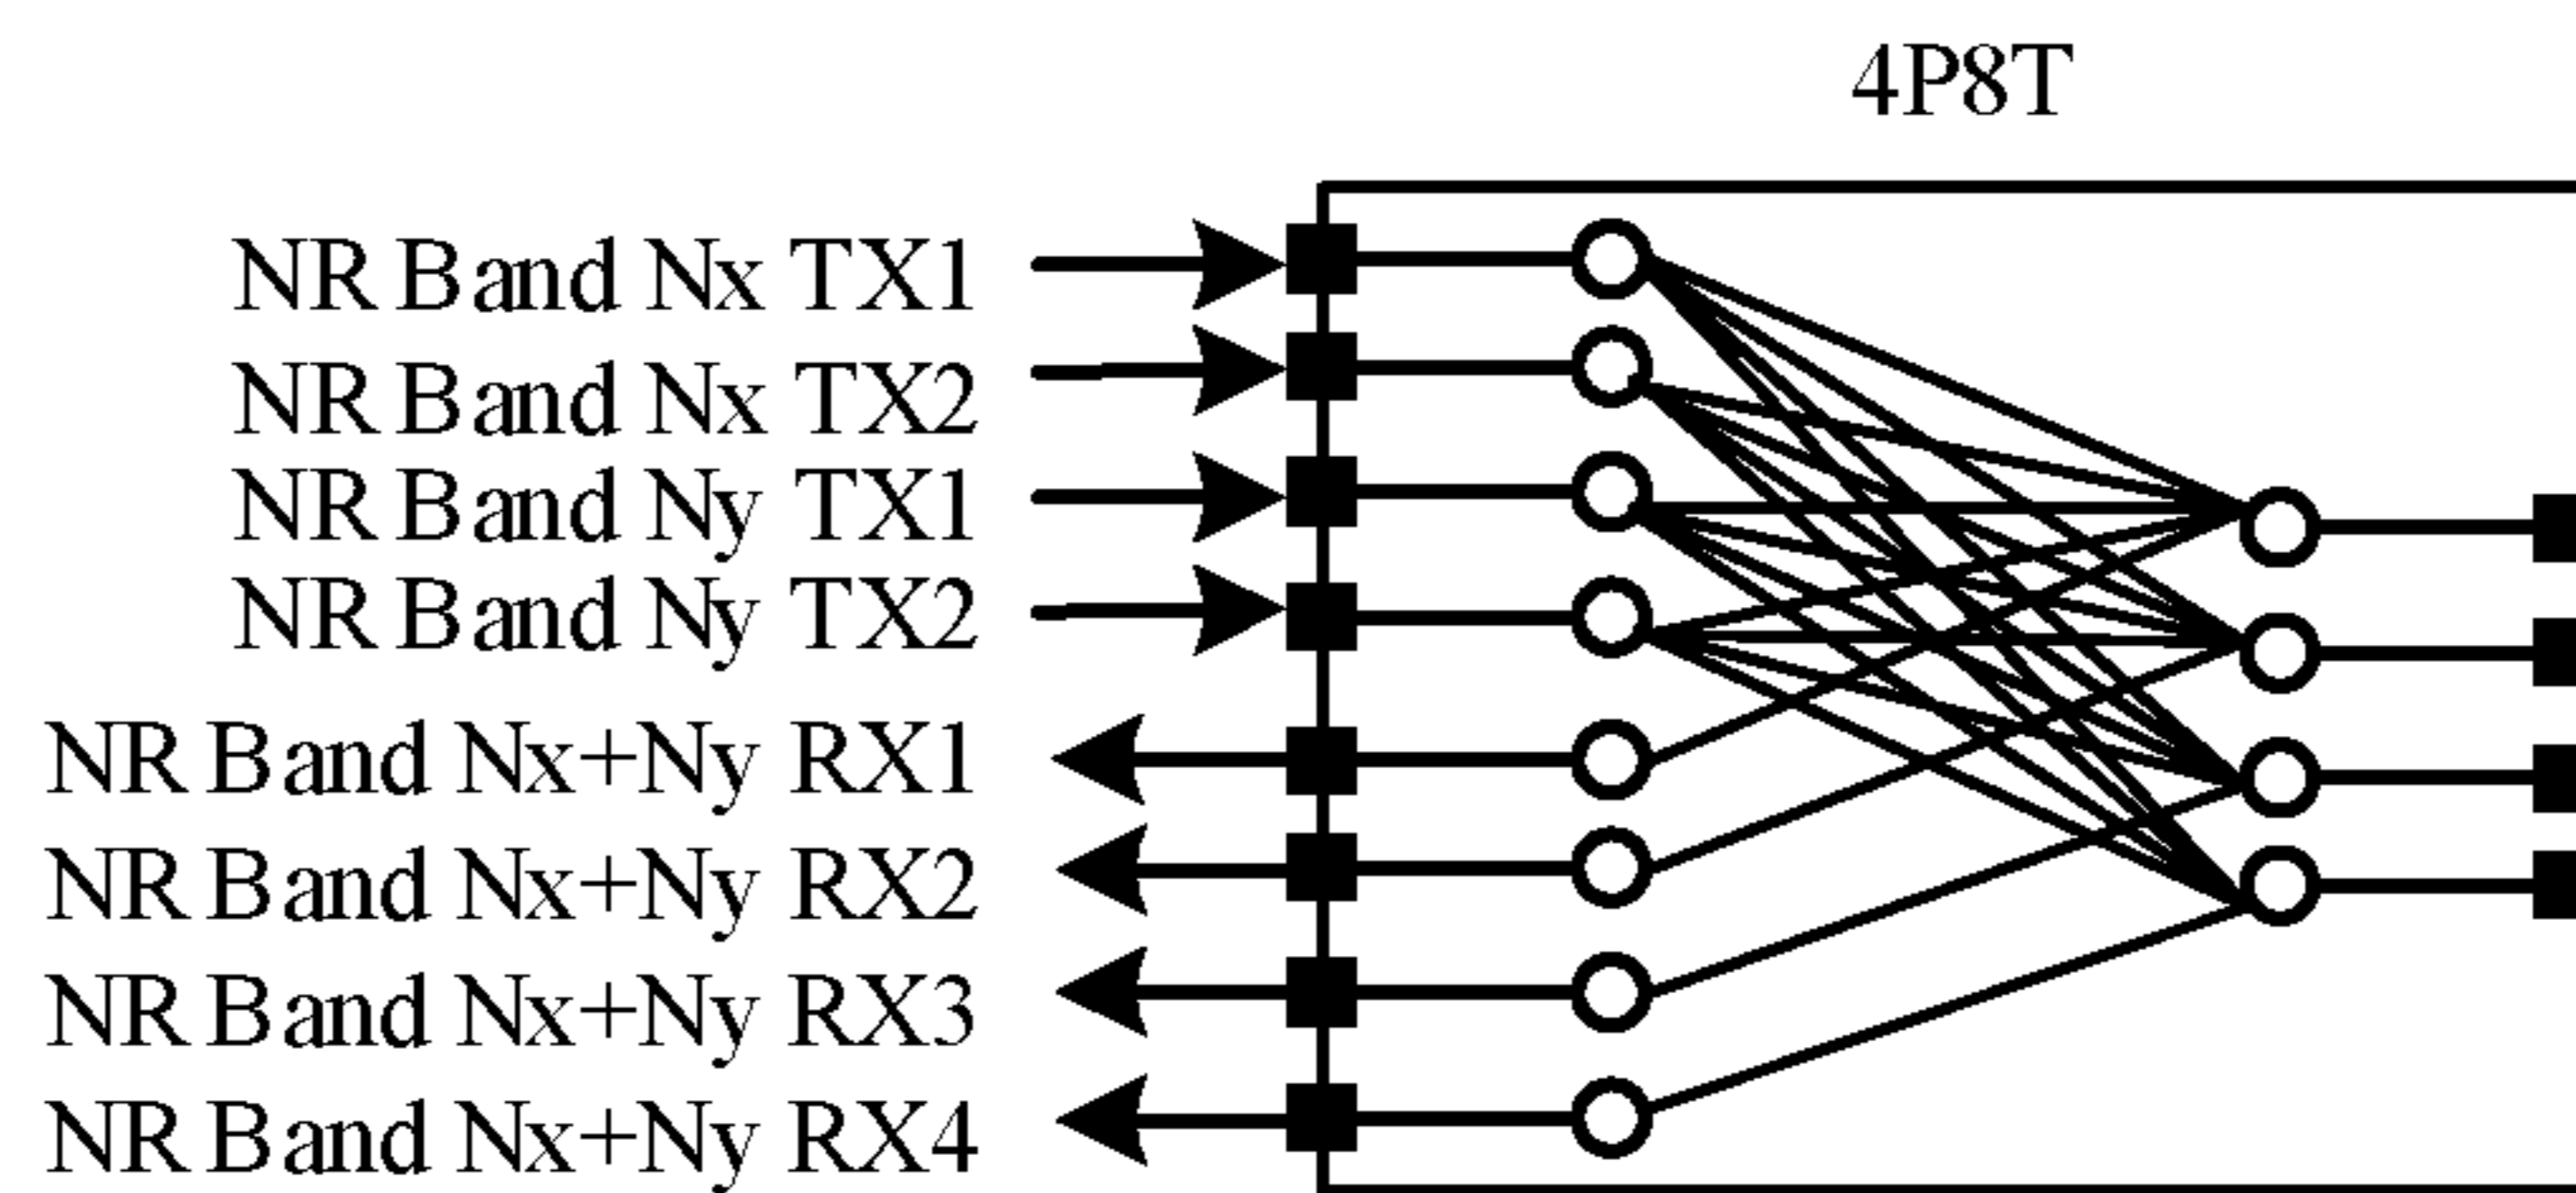 4P8T
NR Band Nx TX1
NR Band Nx TX2
NR Band Ny TX1
NR Band Ny TX2
NR Band Nx+Ny RX1
NR Band Nx+Ny RX2
NR Band Nx+Ny RX3
NR Band Nx+Ny RX4